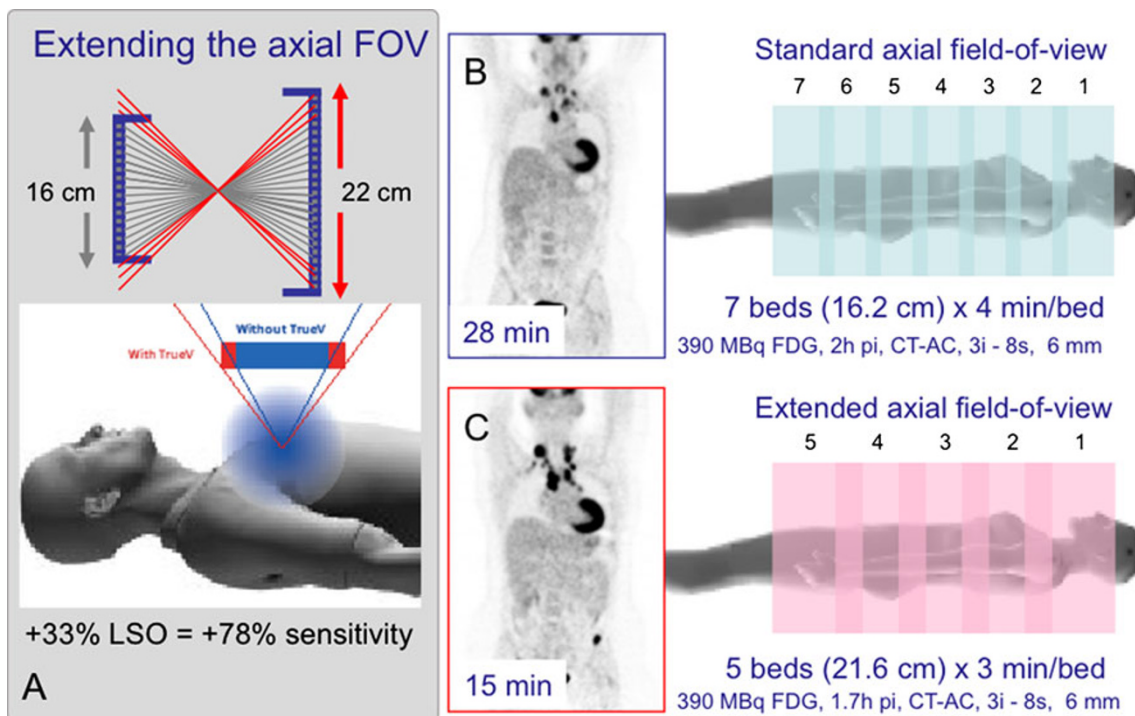 Extending the axial FOV
16 cm
22 cm
Without TrueV
With TrueV
+33% LSO = +78% sensitivity
A
B
28 min
Standard axial field-of-view
7 6 5 4 3 2 1
7 beds (16.2 cm) x 4 min/bed
390 MBq FDG, 2h pi, CT-AC, 3i - 8s, 6 mm
C
15 min
Extended axial field-of-view
5 4 3 2 1
5 beds (21.6 cm) x 3 min/bed
390 MBq FDG, 1.7h pi, CT-AC, 3i - 8s, 6 mm